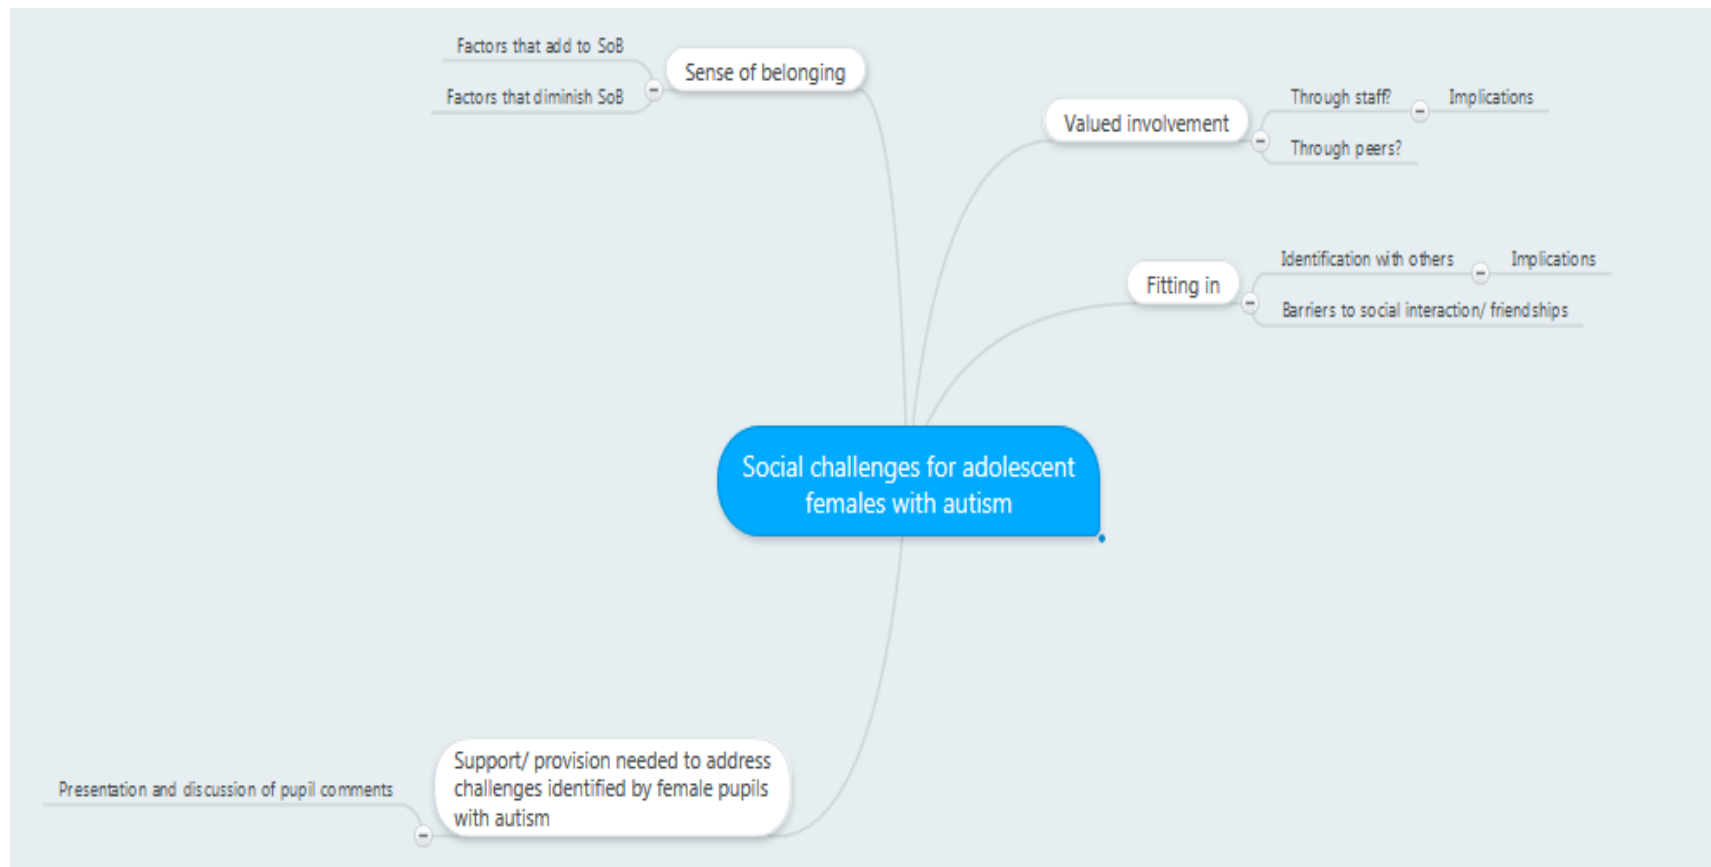 Factors that add to SoB
Factors that diminish SoB
Sense of belonging
Valued involvement
Through staff?
Implications
Through peers?
Fitting in
Identification with others
Implications
Barriers to social interaction/ friendships
Social challenges for adolescent
females with autism
Support/ provision needed to address
challenges identified by female pupils
with autism
Presentation and discussion of pupil comments